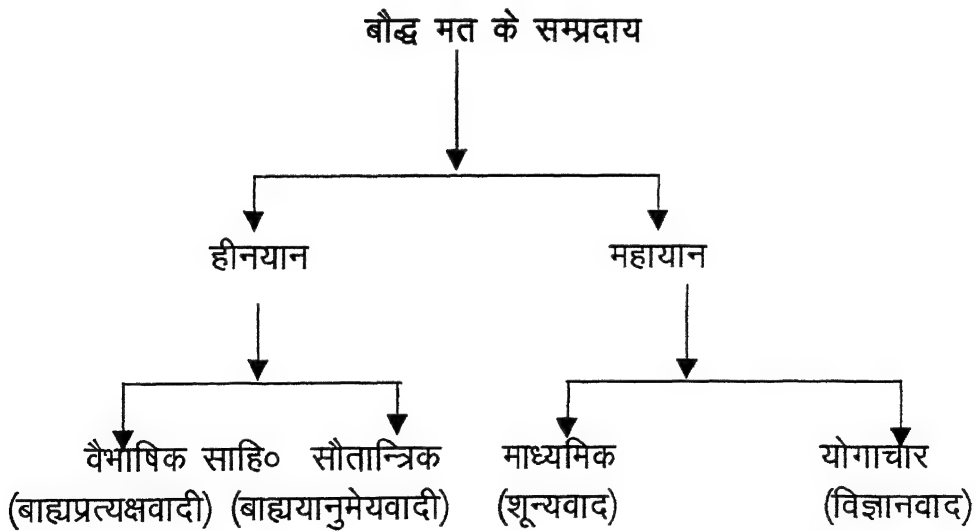 बौद्ध मत के सम्प्रदाय
हीनयान महायान
वैभाषिक साहि० सौतान्त्रिक माध्यमिक योगाचार
(बाह्यप्रत्यक्षवादी) (बाह्ययानुमेयवादी) (शून्यवाद) (विज्ञानवाद)